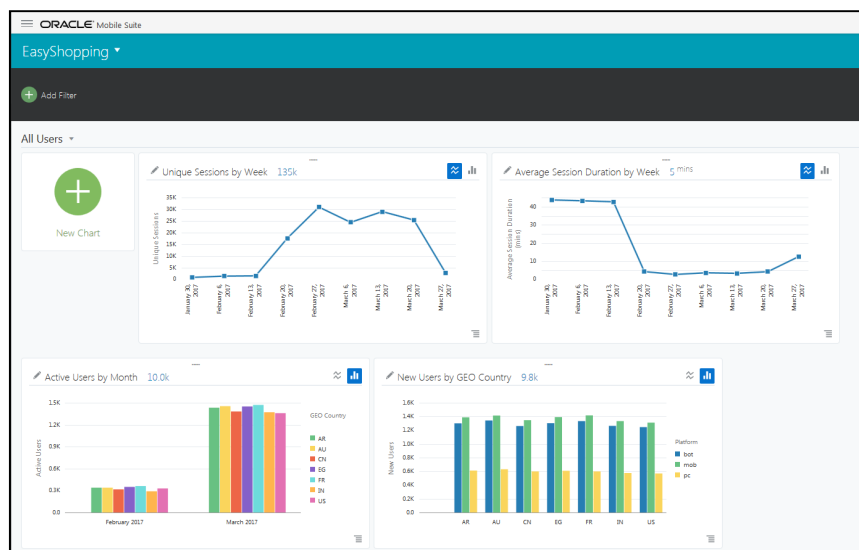 ORACLE Mobile Suite
EasyShopping
Add Filter
All Users
New Chart
Unique Sessions by Week 135k
Unique Sessions
35K
30K
25K
20K
15K
10K
5K
0
January 30, 2017
February 6, 2017
February 13, 2017
February 20, 2017
February 27, 2017
March 6, 2017
March 13, 2017
March 20, 2017
March 27, 2017
Average Session Duration by Week 5 mins
Average Session Duration (mins)
40
30
20
10
0
January 30, 2017
February 6, 2017
February 13, 2017
February 20, 2017
February 27, 2017
March 6, 2017
March 13, 2017
March 20, 2017
March 27, 2017
Active Users by Month 10.0k
Active Users
1.5K
1.2K
0.9K
0.6K
0.3K
0.0
February 2017
March 2017
GEO Country
AR
AU
CN
EG
FR
IN
US
New Users by GEO Country 9.8k
New Users
1.6K
1.4K
1.2K
1.0K
0.8K
0.6K
0.4K
0.2K
0.0
AR AU CN EG FR IN US
Platform
bot
mob
pc